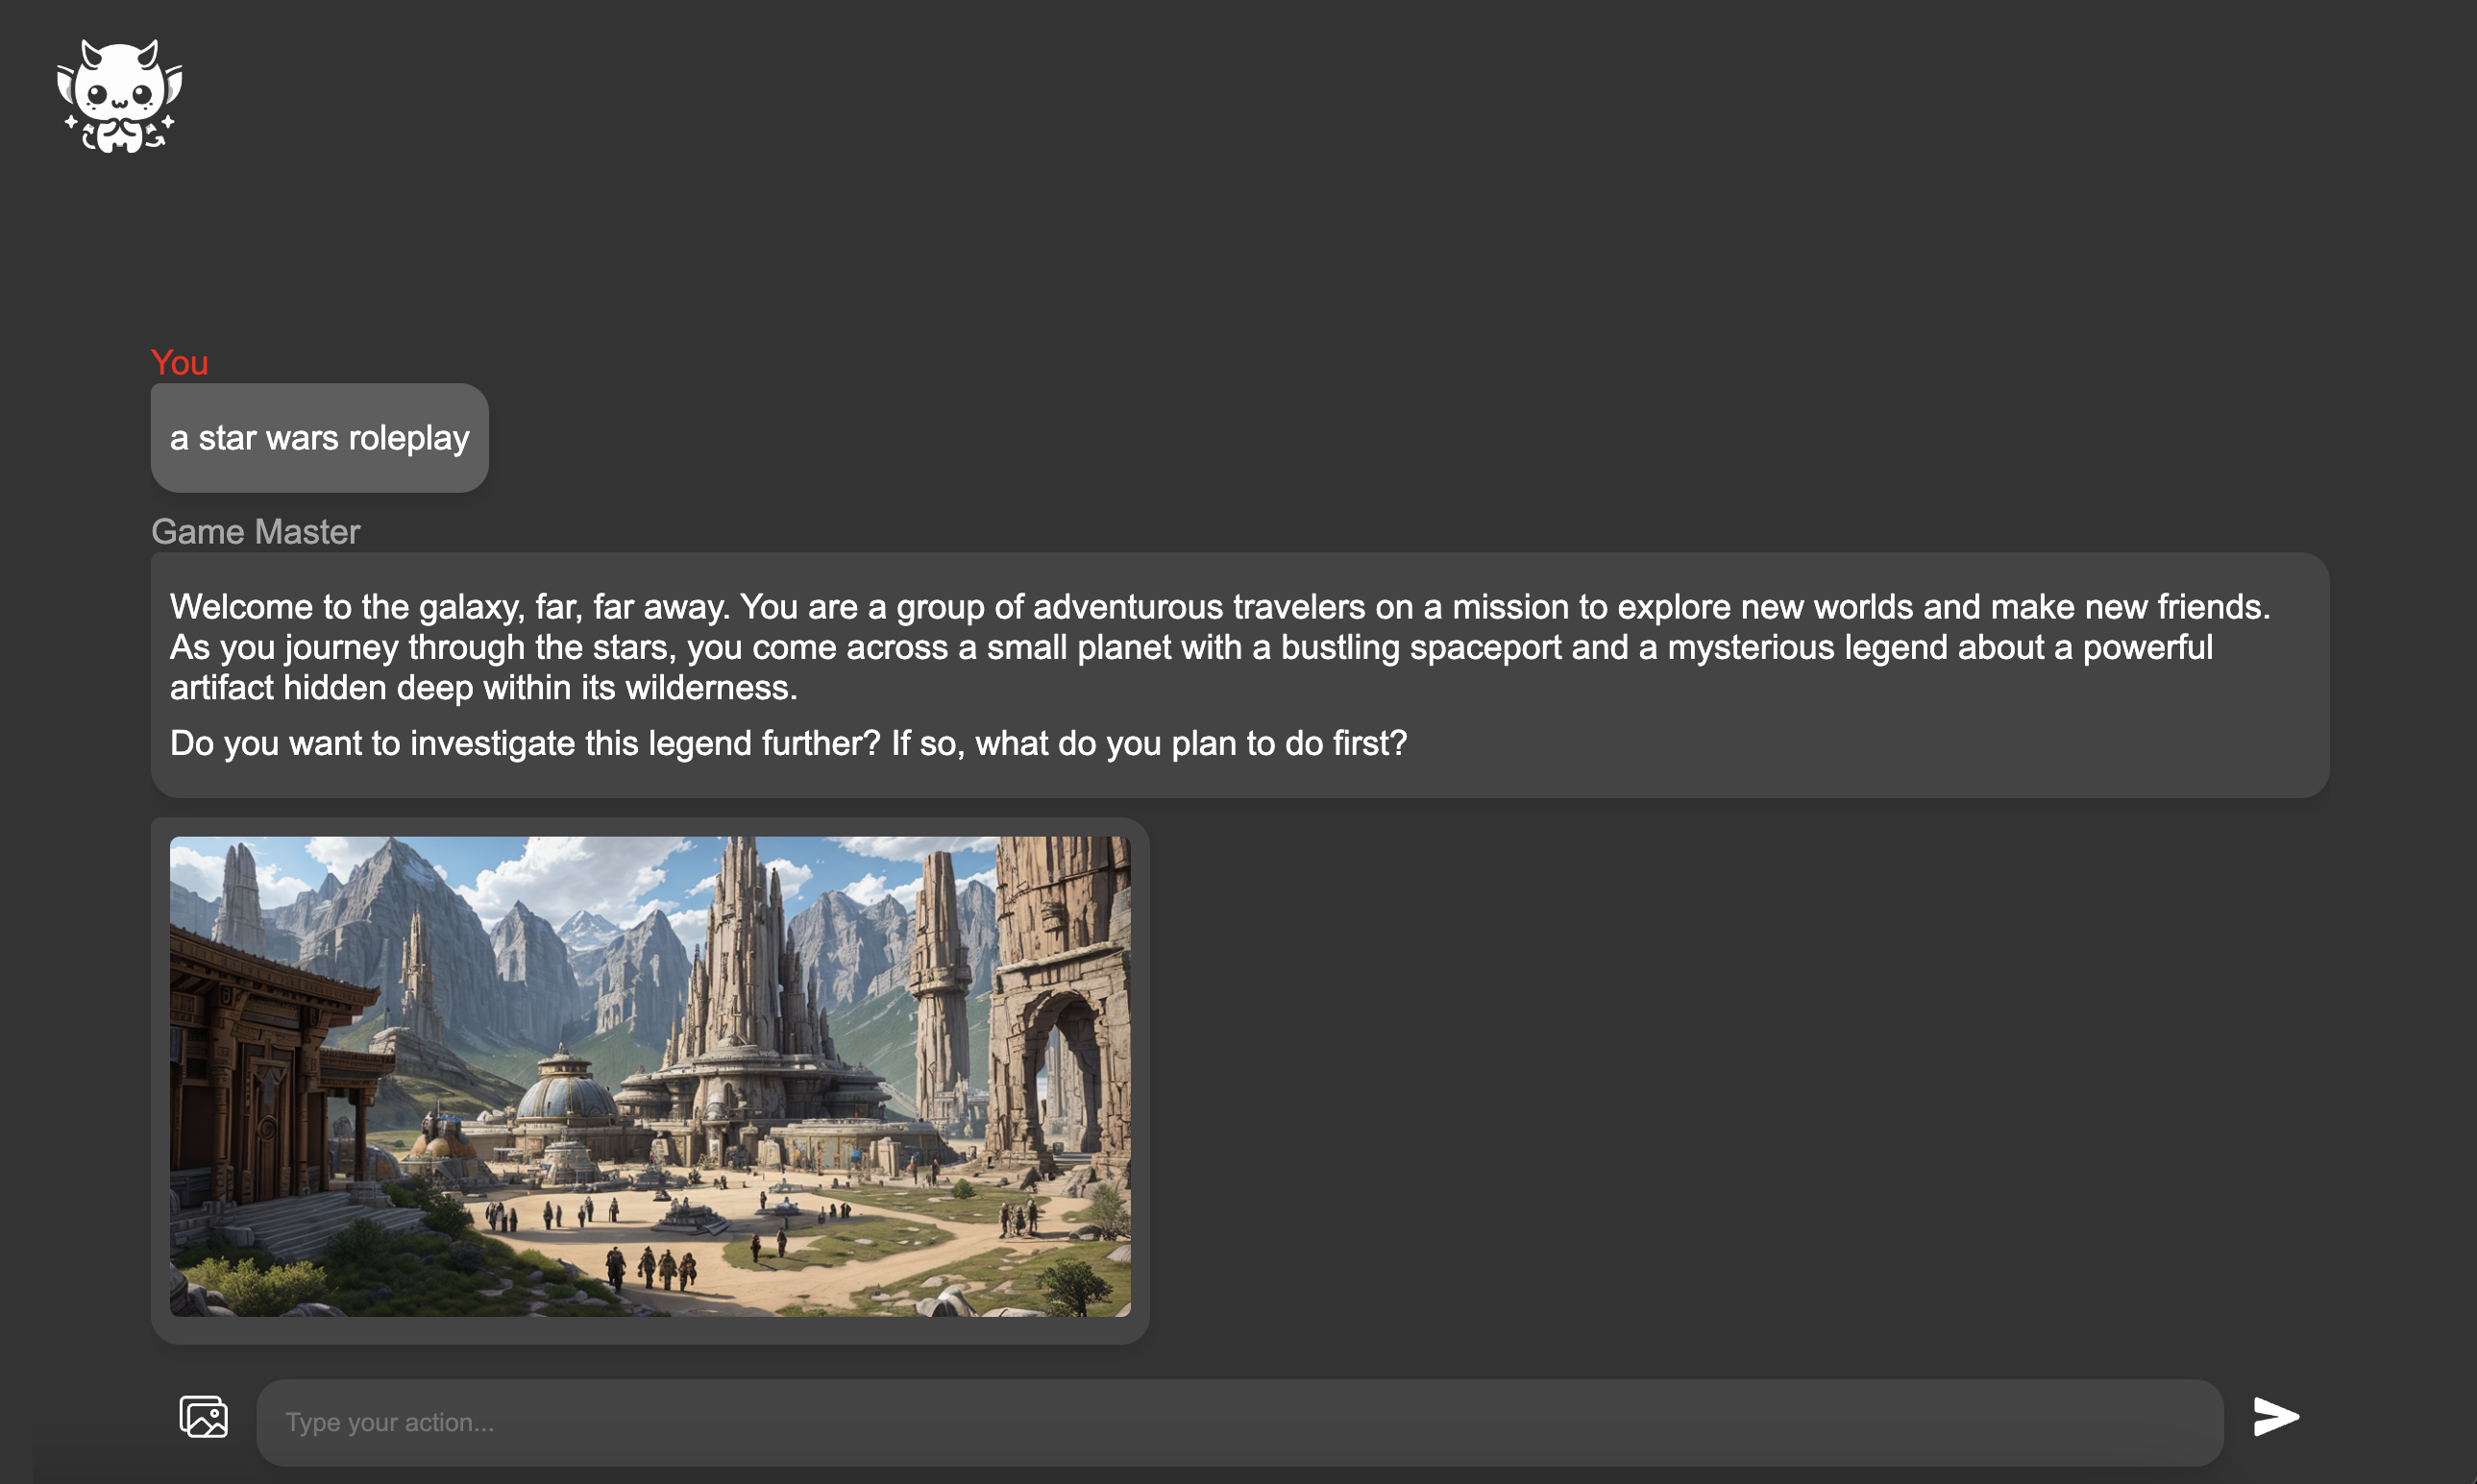 You
a star wars roleplay
Game Master
Welcome to the galaxy, far, far away. You are a group of adventurous travelers on a mission to explore new worlds and make new friends.
As you journey through the stars, you come across a small planet with a bustling spaceport and a mysterious legend about a powerful
artifact hidden deep within its wilderness.
Do you want to investigate this legend further? If so, what do you plan to do first?
Type your action...